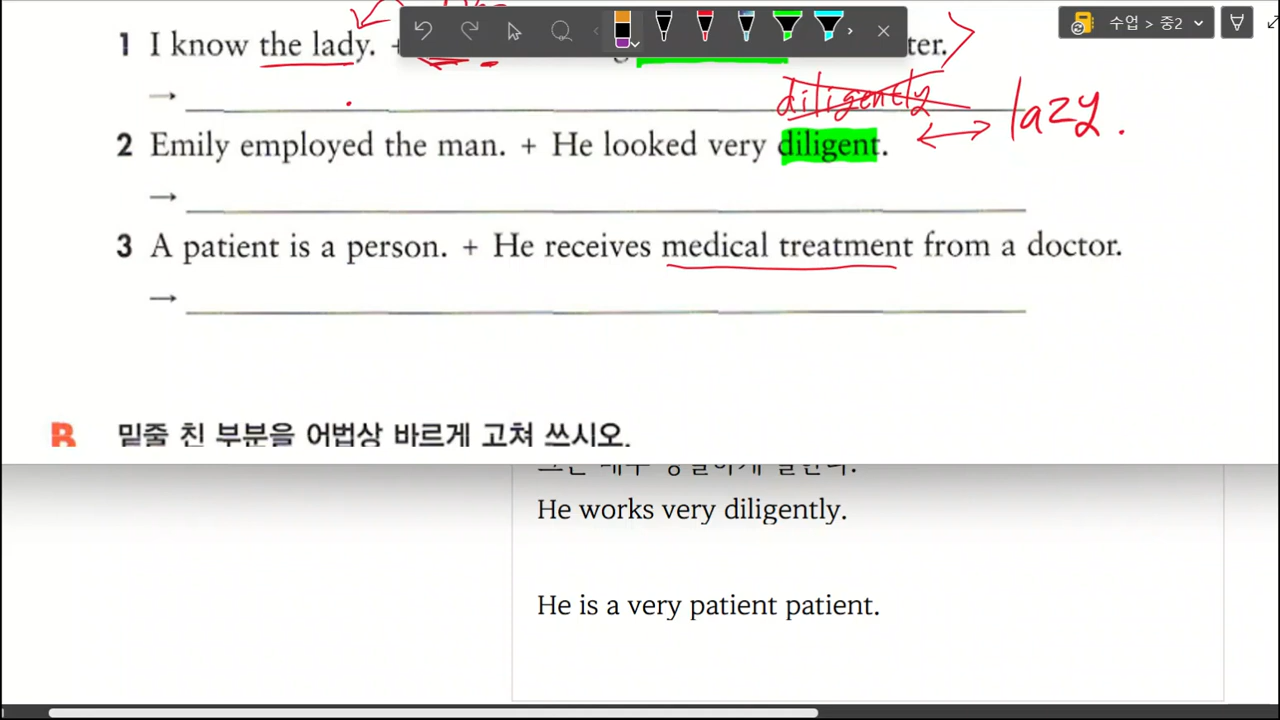 수업 > 중2
1 I know the lady. + ter.
→
diligently
lazy.
2 Emily employed the man. + He looked very diligent.
→
3 A patient is a person. + He receives medical treatment from a doctor.
→
B 밑줄 친 부분을 어법상 바르게 고쳐 쓰시오.
He works very diligently.
He is a very patient patient.